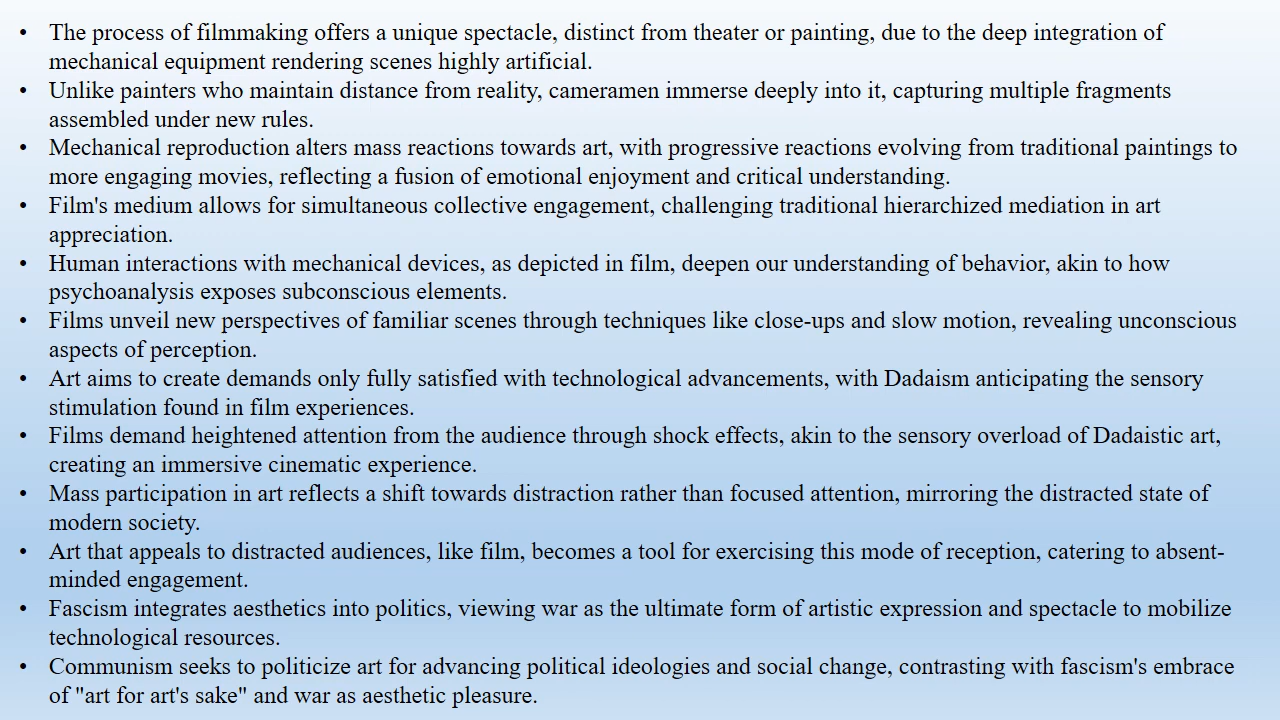 • The process of filmmaking offers a unique spectacle, distinct from theater or painting, due to the deep integration of
mechanical equipment rendering scenes highly artificial.
• Unlike painters who maintain distance from reality, cameramen immerse deeply into it, capturing multiple fragments
assembled under new rules.
• Mechanical reproduction alters mass reactions towards art, with progressive reactions evolving from traditional paintings to
more engaging movies, reflecting a fusion of emotional enjoyment and critical understanding.
• Film's medium allows for simultaneous collective engagement, challenging traditional hierarchized mediation in art
appreciation.
• Human interactions with mechanical devices, as depicted in film, deepen our understanding of behavior, akin to how
psychoanalysis exposes subconscious elements.
• Films unveil new perspectives of familiar scenes through techniques like close-ups and slow motion, revealing unconscious
aspects of perception.
• Art aims to create demands only fully satisfied with technological advancements, with Dadaism anticipating the sensory
stimulation found in film experiences.
• Films demand heightened attention from the audience through shock effects, akin to the sensory overload of Dadaistic art,
creating an immersive cinematic experience.
• Mass participation in art reflects a shift towards distraction rather than focused attention, mirroring the distracted state of
modern society.
• Art that appeals to distracted audiences, like film, becomes a tool for exercising this mode of reception, catering to absent-
minded engagement.
• Fascism integrates aesthetics into politics, viewing war as the ultimate form of artistic expression and spectacle to mobilize
technological resources.
• Communism seeks to politicize art for advancing political ideologies and social change, contrasting with fascism's embrace
of "art for art's sake" and war as aesthetic pleasure.